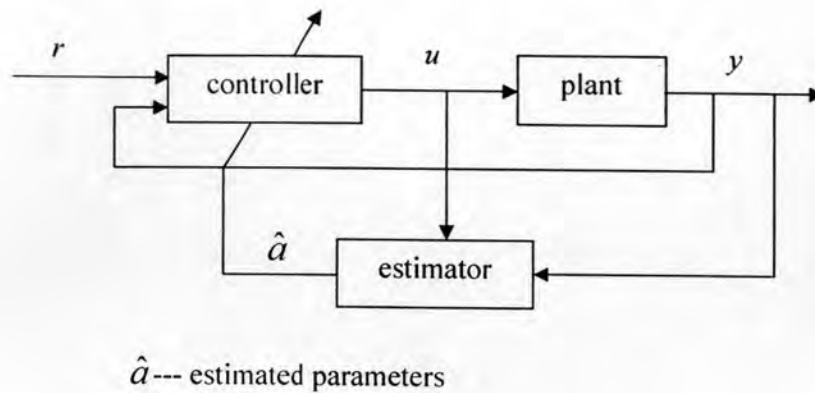 r
controller
u
plant
y
â
estimator
â--- estimated parameters